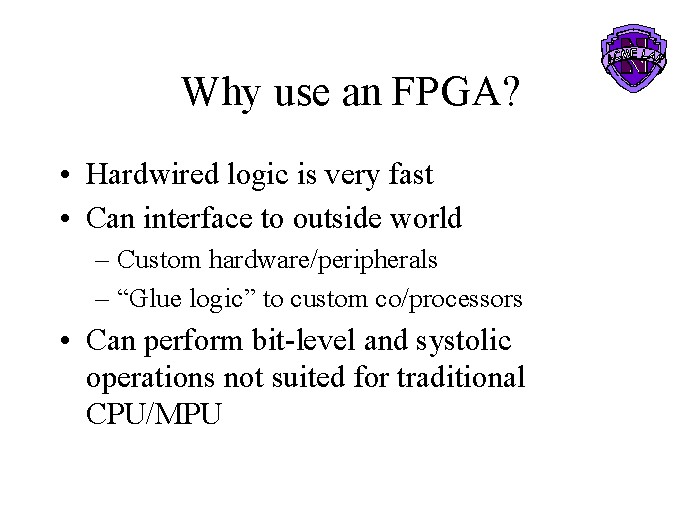 Why use an FPGA?
• Hardwired logic is very fast
• Can interface to outside world
– Custom hardware/peripherals
– “Glue logic” to custom co/processors
• Can perform bit-level and systolic
operations not suited for traditional
CPU/MPU